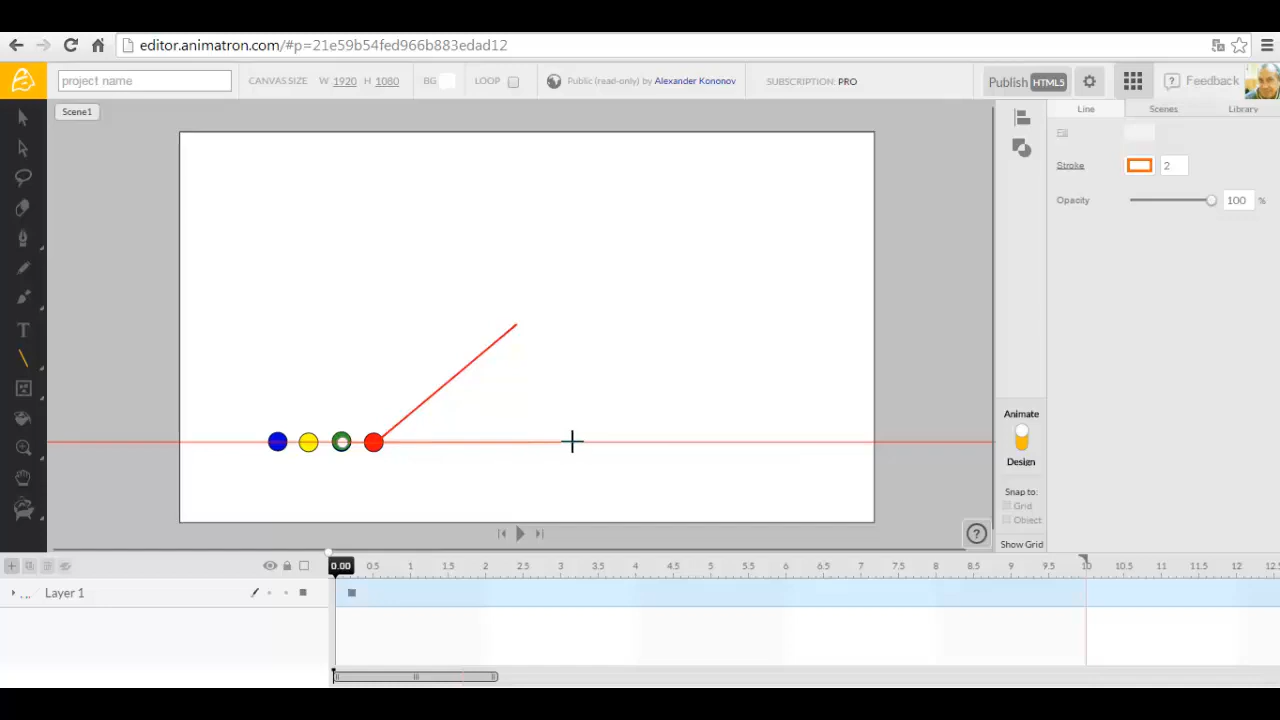 editor.animatron.com/#p=21e59b54fed966b883edad12
project name
CANVAS SIZE W 1920 H 1080
BG
LOOP
Public (read-only) by Alexander Kononov
SUBSCRIPTION: PRO
Publish HTML5
? Feedback
Scene1
Line
Scenes
Library
Fill
Stroke
2
Opacity
100 %
T
Animate
Design
Snap to:
Grid
Object
Show Grid
?
0.00 0.5 1 1.5 2 2.5 3 3.5 4 4.5 5 5.5 6 6.5 7 7.5 8 8.5 9 9.5 10 10.5 11 11.5 12 12.5
... Layer 1